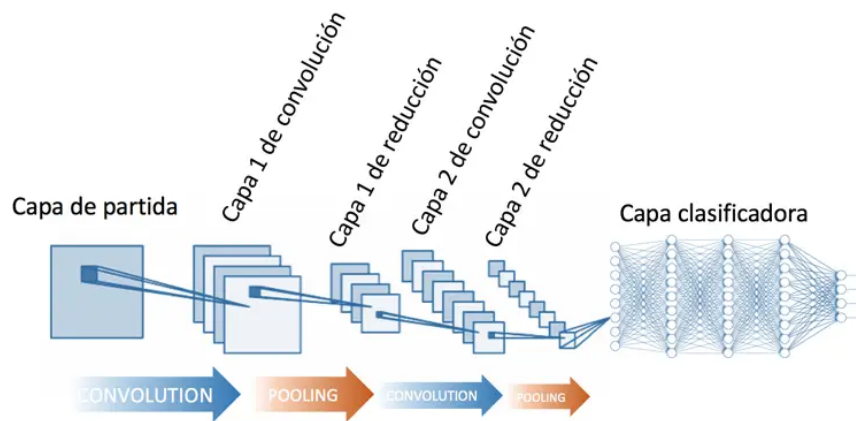 Capa de partida
Capa 1 de convolución
Capa 1 de reducción
Capa 2 de convolución
Capa 2 de reducción
Capa clasificadora
CONVOLUTION
POOLING
CONVOLUTION
POOLING